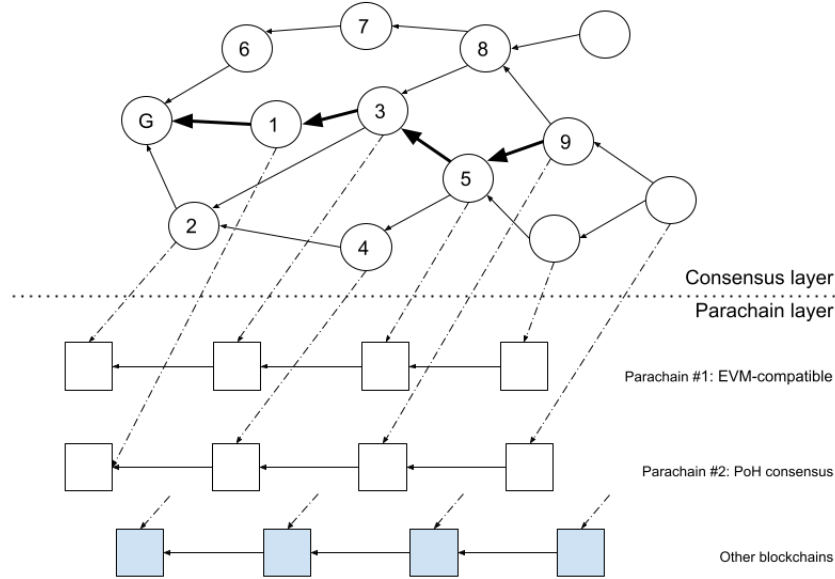 7
6
8
G
1
3
9
5
2
4
Consensus layer
Parachain layer
Parachain #1: EVM-compatible
Parachain #2: PoH consensus
Other blockchains